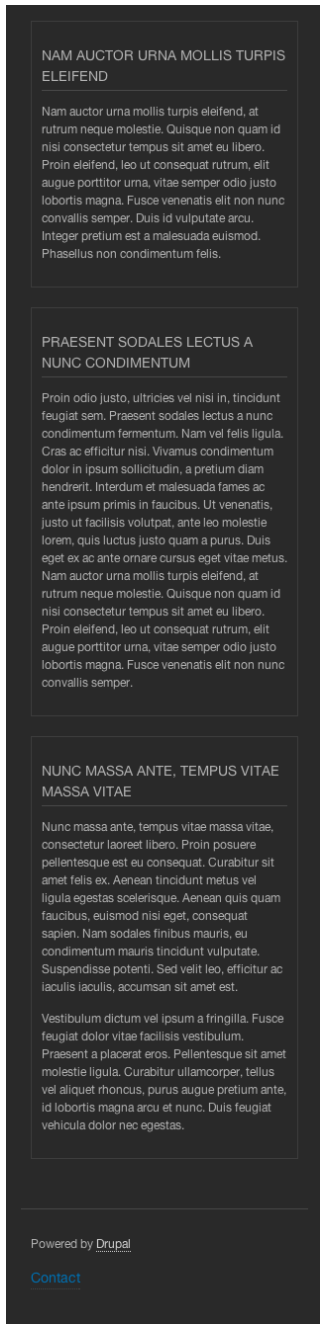 NAM AUCTOR URNA MOLLIS TURPIS
ELEIFEND
Nam auctor urna mollis turpis eleifend, at
rutrum neque molestie. Quisque non quam id
nisi consectetur tempus sit amet eu libero.
Proin eleifend, leo ut consequat rutrum, elit
augue porttitor urna, vitae semper odio justo
lobortis magna. Fusce venenatis elit non nunc
convallis semper. Duis id vulputate arcu.
Integer pretium est a malesuada euismod.
Phasellus non condimentum felis.
PRAESENT SODALES LECTUS A
NUNC CONDIMENTUM
Proin odio justo, ultricies vel nisi in, tincidunt
feugiat sem. Praesent sodales lectus a nunc
condimentum fermentum. Nam vel felis ligula.
Cras ac efficitur nisi. Vivamus condimentum
dolor in ipsum sollicitudin, a pretium diam
hendrerit. Interdum et malesuada fames ac
ante ipsum primis in faucibus. Ut venenatis,
justo ut facilisis volutpat, ante leo molestie
lorem, quis luctus justo quam a purus. Duis
eget ex ac ante ornare cursus eget vitae metus.
Nam auctor urna mollis turpis eleifend, at
rutrum neque molestie. Quisque non quam id
nisi consectetur tempus sit amet eu libero.
Proin eleifend, leo ut consequat rutrum, elit
augue porttitor urna, vitae semper odio justo
lobortis magna. Fusce venenatis elit non nunc
convallis semper.
NUNC MASSA ANTE, TEMPUS VITAE
MASSA VITAE
Nunc massa ante, tempus vitae massa vitae,
consectetur laoreet libero. Proin posuere
pellentesque est eu consequat. Curabitur sit
amet felis ex. Aenean tincidunt metus vel
ligula egestas scelerisque. Aenean quis quam
faucibus, euismod nisi eget, consequat
sapien. Nam sodales finibus mauris, eu
condimentum mauris tincidunt vulputate.
Suspendisse potenti. Sed velit leo, efficitur ac
iaculis iaculis, accumsan sit amet est.
Vestibulum dictum vel ipsum a fringilla. Fusce
feugiat dolor vitae facilisis vestibulum.
Praesent a placerat eros. Pellentesque sit amet
molestie ligula. Curabitur ullamcorper, tellus
vel aliquet rhoncus, purus augue pretium ante,
id lobortis magna arcu et nunc. Duis feugiat
vehicula dolor nec egestas.
Powered by Drupal
Contact